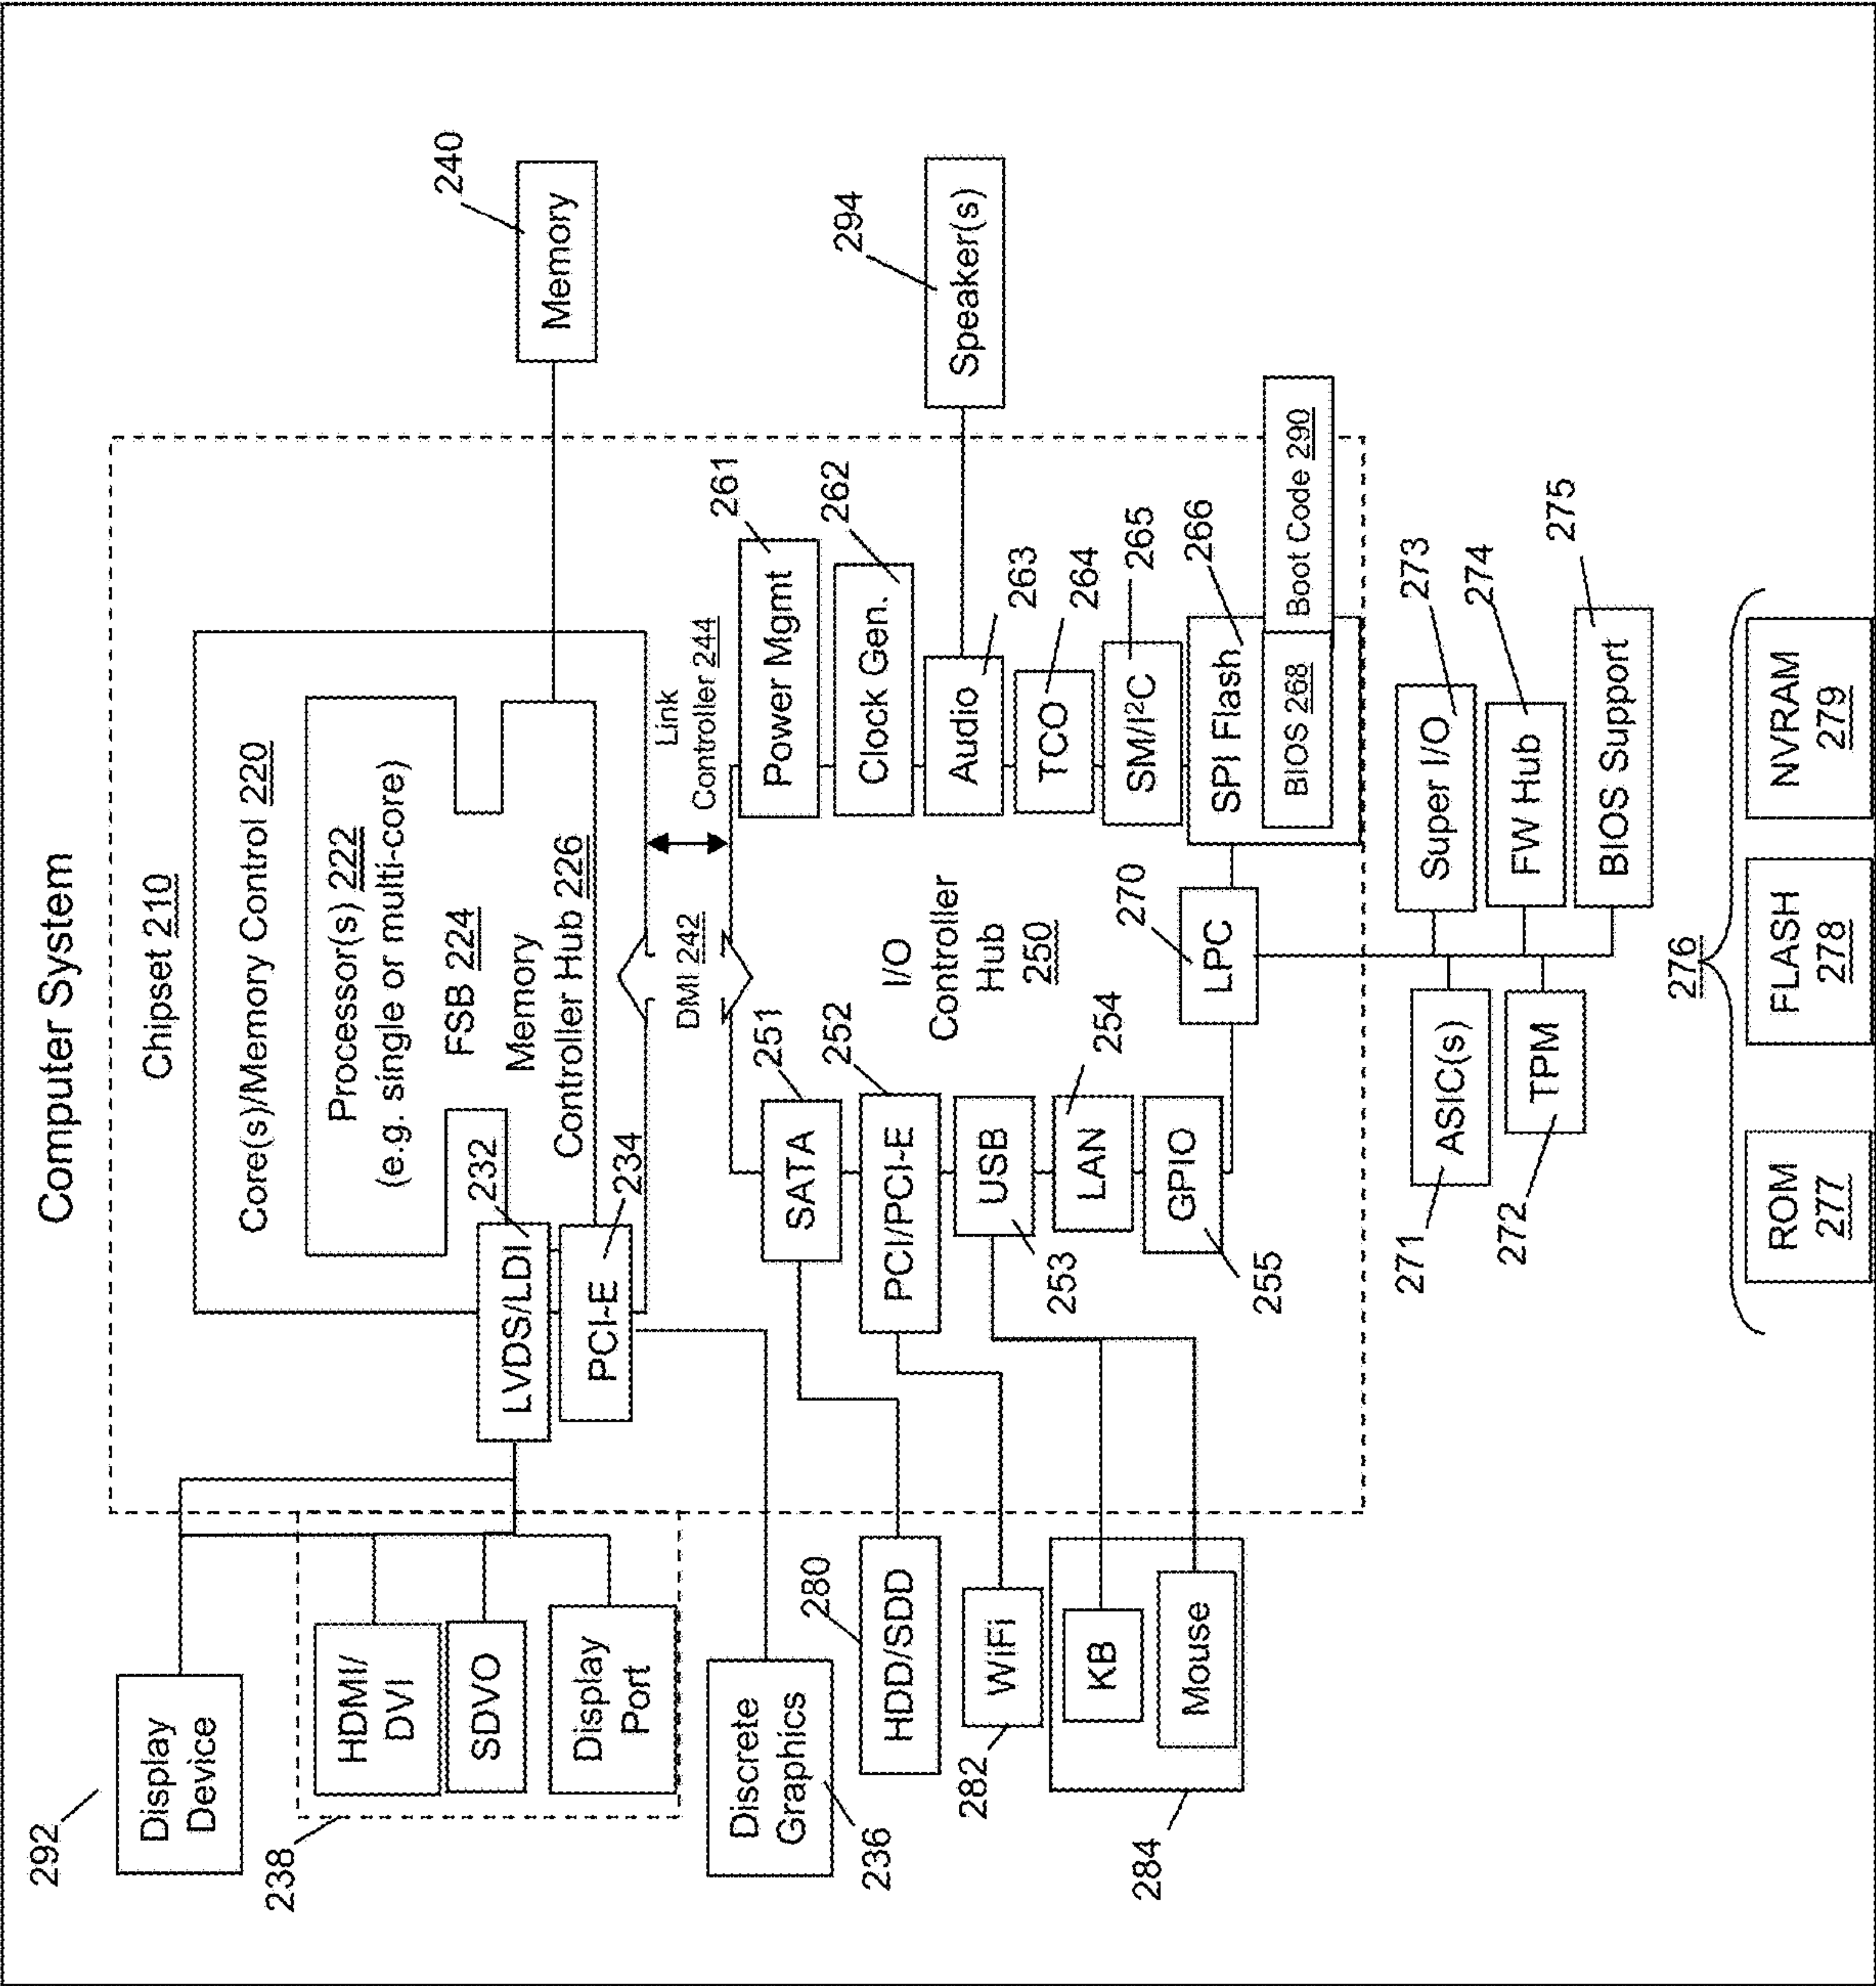 Computer System
Chipset 210
Core(s)/Memory Control 220
Processor(s) 222
(e.g. single or multi-core)
FSB 224
Memory
Controller Hub 226
232
LVDS/LDI
234
PCI-E
240
Memory
292
Display
Device
238
HDMI/
DVI
SDVO
Display
Port
Discrete
Graphics
236
DMI 242
Link
Controller 244
I/O
Controller
Hub 250
251
SATA
252
PCI/PCI-E
USB
253
254
LAN
GPIO
255
261
Power Mgmt
262
Clock Gen.
Audio
263
TCO
264
SM/I²C
265
SPI Flash
266
BIOS 268
Boot Code 290
294
Speaker(s)
270
LPC
280
HDD/SDD
WiFi
282
KB
Mouse
284
271
ASIC(s)
272
TPM
Super I/O
273
FW Hub
274
BIOS Support
275
276
ROM
277
FLASH
278
NVRAM
279